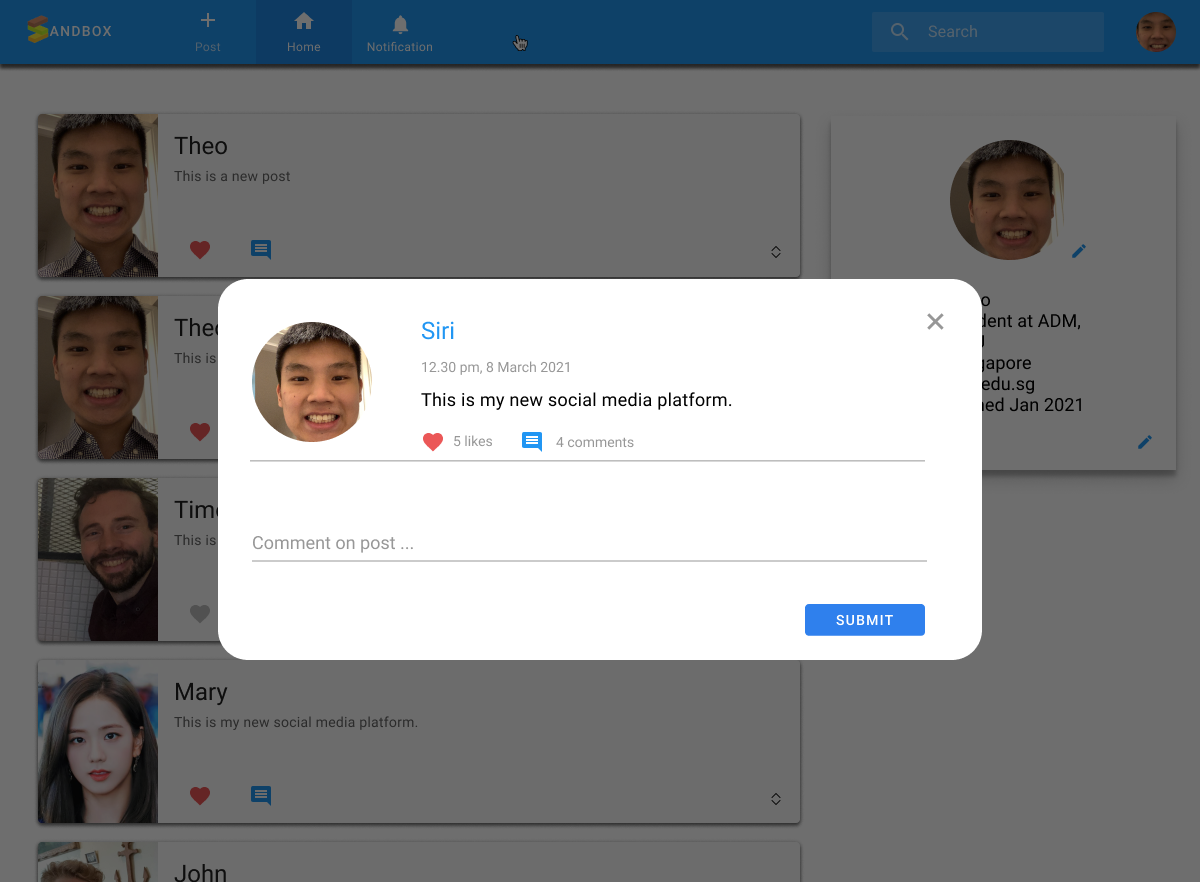 SANDBOX
Post
Home
Notification
Search
Theo
This is a new post
Theo
This is
Siri
12.30 pm, 8 March 2021
This is my new social media platform.
5 likes
4 comments
dent at ADM,
gapore
edu.sg
ned Jan 2021
This is
Comment on post ...
SUBMIT
Mary
This is my new social media platform.
John